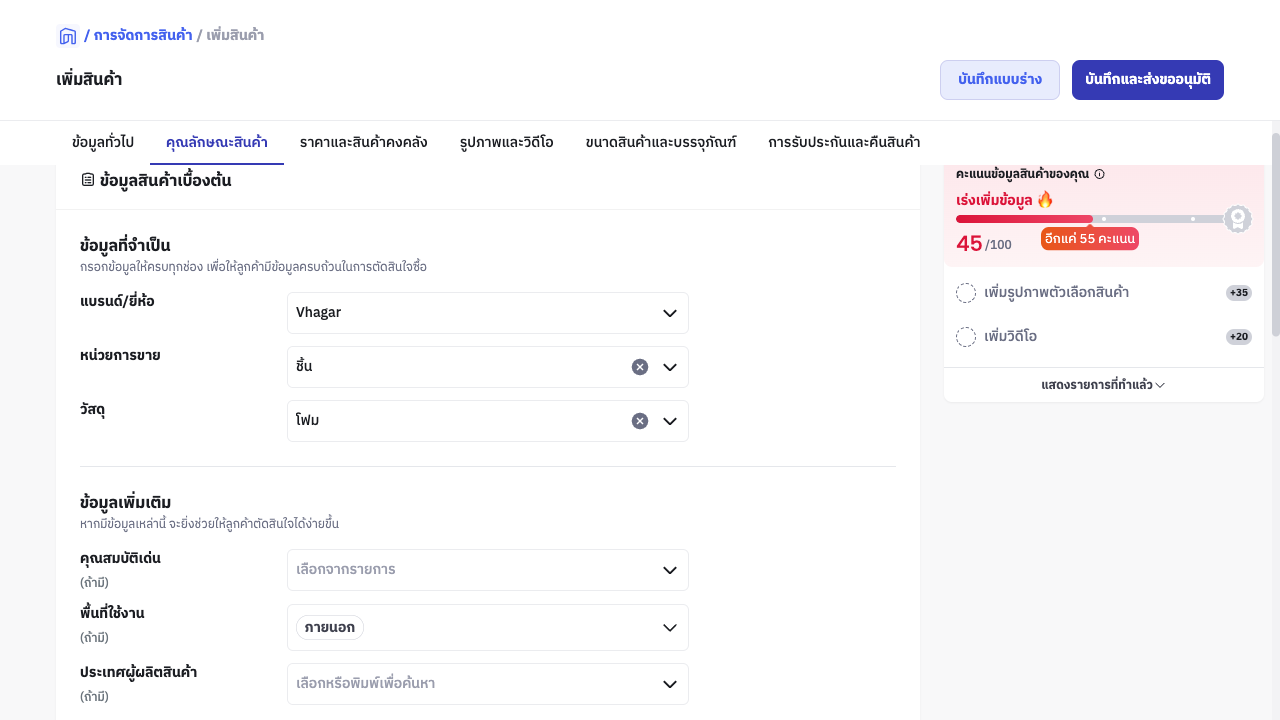 / การจัดการสินค้า / เพิ่มสินค้า
เพิ่มสินค้า
บันทึกแบบร่าง
บันทึกและส่งขออนุมัติ
ข้อมูลทั่วไป
คุณลักษณะสินค้า
ราคาและสินค้าคงคลัง
รูปภาพและวิดีโอ
ขนาดสินค้าและบรรจุภัณฑ์
การรับประกันและคืนสินค้า
ข้อมูลสินค้าเบื้องต้น
ข้อมูลที่จำเป็น
กรอกข้อมูลให้ครบทุกช่อง เพื่อให้ลูกค้ามีข้อมูลครบถ้วนในการตัดสินใจซื้อ
แบรนด์/ยี่ห้อ
Vhagar
หน่วยการขาย
ชิ้น
วัสดุ
โฟม
ข้อมูลเพิ่มเติม
หากมีข้อมูลเหล่านี้ จะยิ่งช่วยให้ลูกค้าตัดสินใจได้ง่ายขึ้น
คุณสมบัติเด่น
(ถ้ามี)
เลือกจากรายการ
พื้นที่ใช้งาน
(ถ้ามี)
ภายนอก
ประเทศผู้ผลิตสินค้า
(ถ้ามี)
เลือกหรือพิมพ์เพื่อค้นหา
คะแนนข้อมูลสินค้าของคุณ
เร่งเพิ่มข้อมูล 🔥
45 /100
อีกแค่ 55 คะแนน
เพิ่มรูปภาพตัวเลือกสินค้า
+35
เพิ่มวิดีโอ
+20
แสดงรายการที่ทำแล้ว